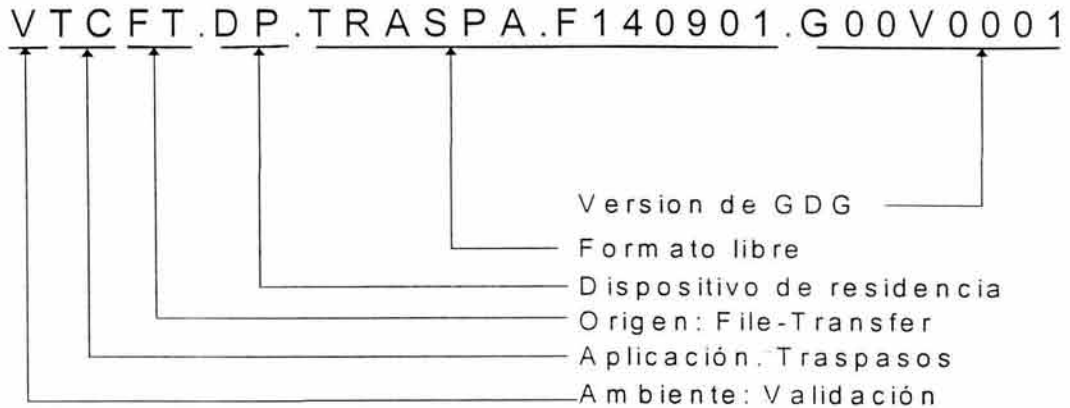 VTCFT.DP.TRASPA.F140901.G00V0001
Version de GDG
Formato libre
Dispositivo de residencia
Origen: File-Transfer
Aplicación. Traspasos
Ambiente: Validación